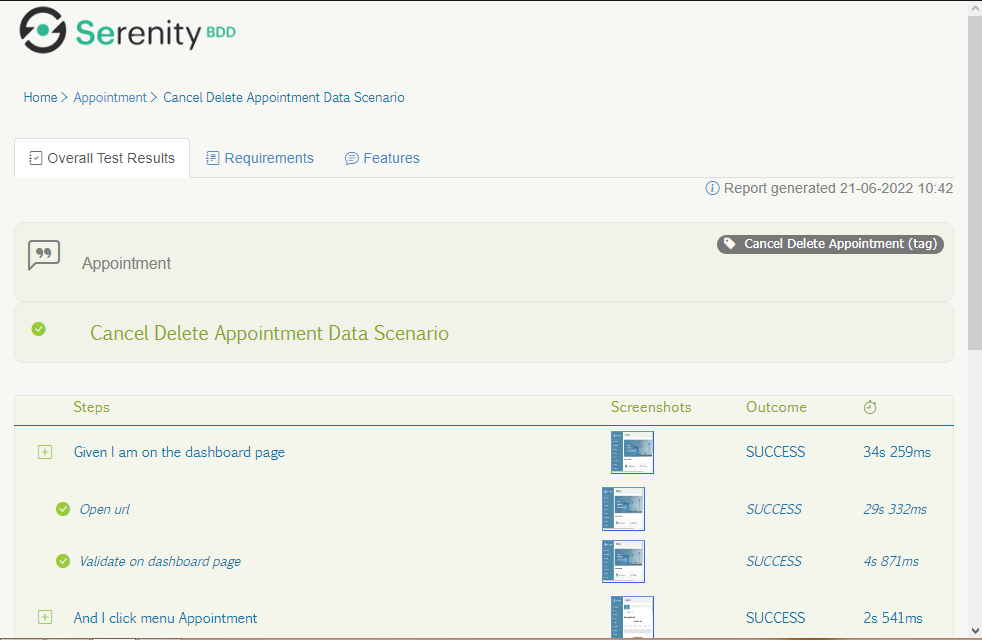 Serenity BDD
Home > Appointment > Cancel Delete Appointment Data Scenario
Overall Test Results Requirements Features
Report generated 21-06-2022 10:42
Cancel Delete Appointment (tag)
Appointment
Cancel Delete Appointment Data Scenario
Steps Screenshots Outcome
Given I am on the dashboard page SUCCESS 34s 259ms
Open url SUCCESS 29s 332ms
Validate on dashboard page SUCCESS 4s 871ms
And I click menu Appointment SUCCESS 2s 541ms